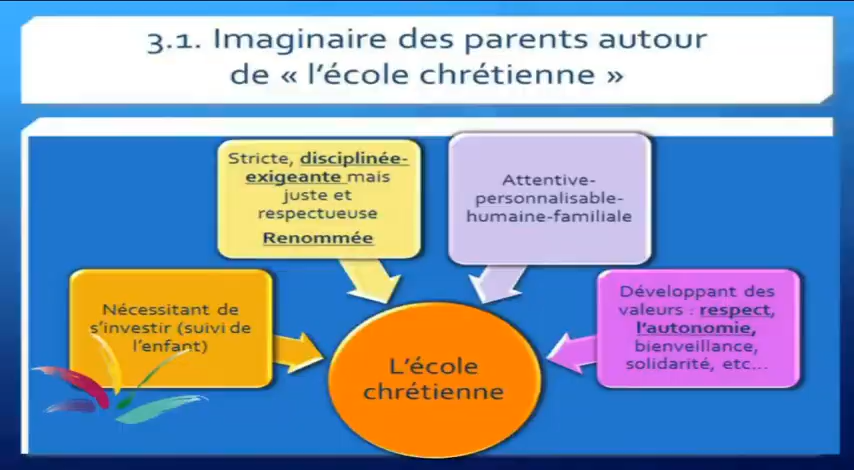 3.1. Imaginaire des parents autour
de « l’école chrétienne »
Stricte, disciplinée-
exigeante mais
juste et
respectueuse
Renommée
Attentive-
personnalisable-
humaine-familiale
Nécessitant de
s’investir (suivi de
l’enfant)
Développant des
valeurs : respect,
l’autonomie,
bienveillance,
solidarité, etc...
L’école
chrétienne